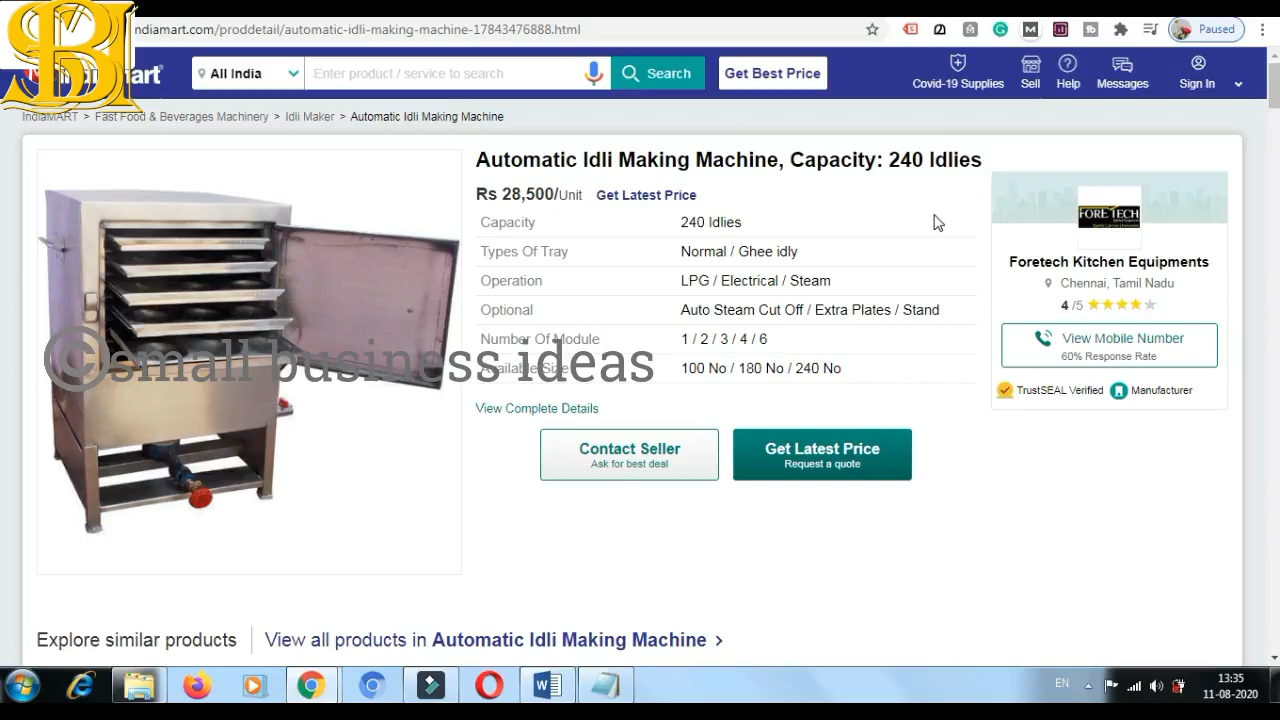 SBI
ndiamart.com/proddetail/automatic-idli-making-machine-17843476888.html
Paused
All India
Enter product / service to search
Search
Get Best Price
Covid-19 Supplies
Sell
Help
Messages
Sign In
IndiaMART > Fast Food & Beverages Machinery > Idli Maker > Automatic Idli Making Machine
Automatic Idli Making Machine, Capacity: 240 Idlies
Rs 28,500/Unit Get Latest Price
Capacity 240 Idlies
Types Of Tray Normal / Ghee idly
Operation LPG / Electrical / Steam
Optional Auto Steam Cut Off / Extra Plates / Stand
Number Of Module 1 / 2 / 3 / 4 / 6
©small business ideas
Available Size 100 No / 180 No / 240 No
View Complete Details
Contact Seller
Ask for best deal
Get Latest Price
Request a quote
FORETECH
Foretech Kitchen Equipments
Chennai, Tamil Nadu
4 /5
View Mobile Number
60% Response Rate
TrustSEAL Verified Manufacturer
Explore similar products
View all products in Automatic Idli Making Machine >
EN
13:35
11-08-2020